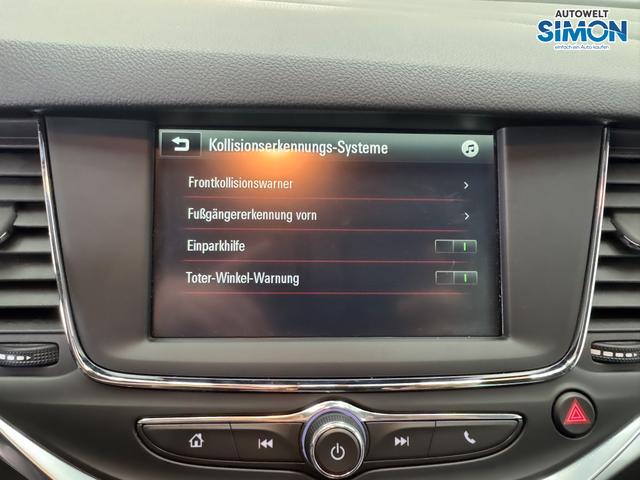 AUTOWELT
SIMON
einfach ein Auto kaufen
Kollisionserkennungs-Systeme
Frontkollisionswarner
Fußgängererkennung vorn
Einparkhilfe
Toter-Winkel-Warnung